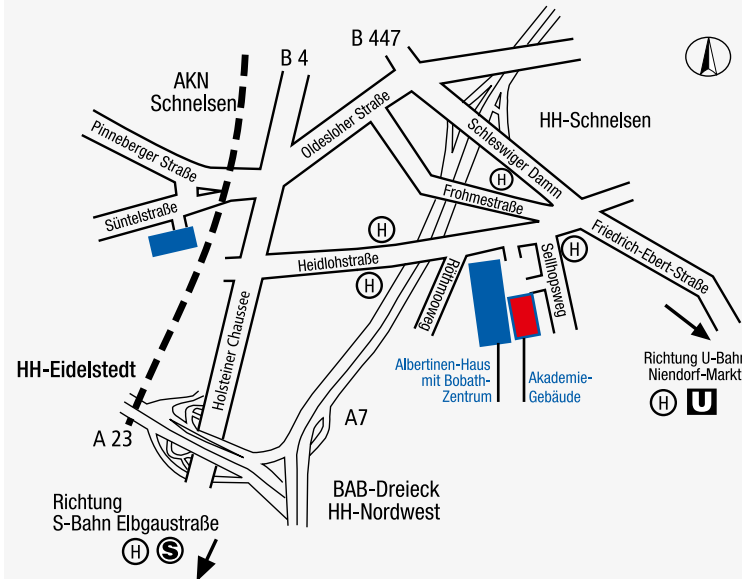 B 447
B 4
AKN
Schnelsen
Oldesloher Straße
Pinneberger Straße
HH-Schnelsen
Schleswiger Damm
H
Frohmestraße
Süntelstraße
H
Heidlohstraße
H
H
Friedrich-Ebert-Straße
Sellhopsweg
Röthmooweg
Holsteiner Chaussee
HH-Eidelstedt
Albertinen-Haus
mit Bobath-
Zentrum
Akademie-
Gebäude
Richtung U-Bahn
Niendorf-Markt
H U
A7
A 23
BAB-Dreieck
HH-Nordwest
Richtung
S-Bahn Elbgaustraße
H S